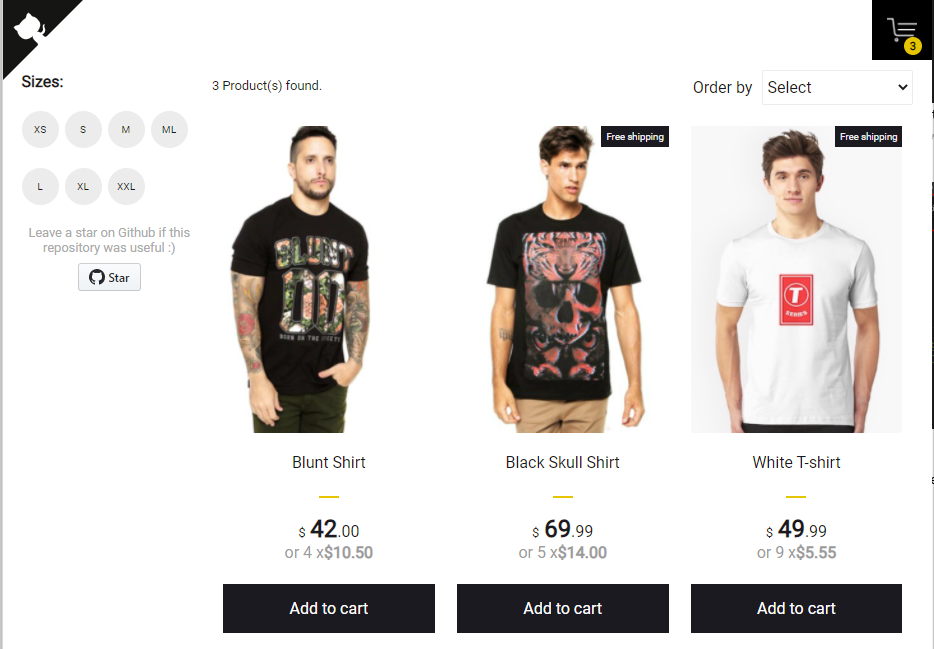 3
Sizes:
3 Product(s) found.
Order by
Select
XS
S
M
ML
L
XL
XXL
Leave a star on Github if this
repository was useful :)
Star
Free shipping
Free shipping
BLUNT
00
BORN IN THE STREETS
T
SERIES
Blunt Shirt
Black Skull Shirt
White T-shirt
$ 42.00
or 4 x$10.50
$ 69.99
or 5 x$14.00
$ 49.99
or 9 x$5.55
Add to cart
Add to cart
Add to cart